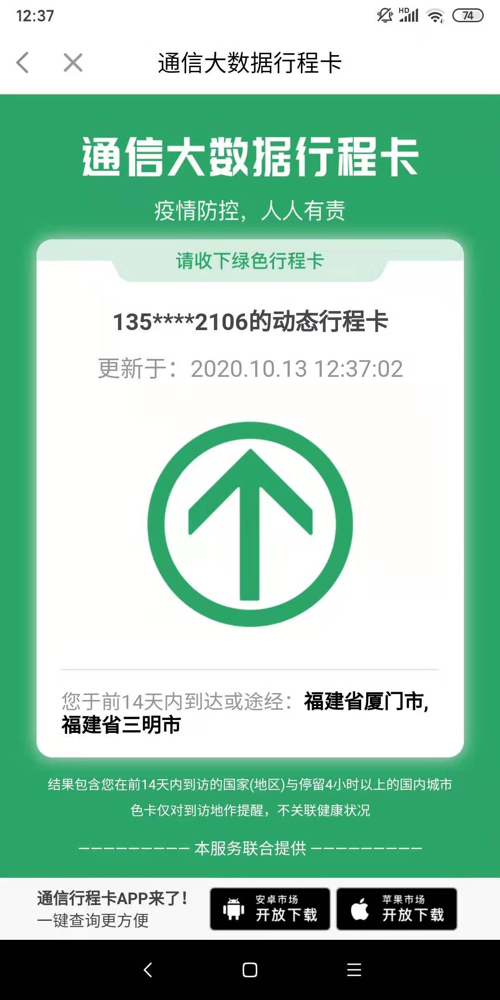 12:37
HD
74
通信大数据行程卡
通信大数据行程卡
疫情防控，人人有责
请收下绿色行程卡
135****2106的动态行程卡
更新于：2020.10.13 12:37:02
您于前14天内到达或途经：福建省厦门市,
福建省三明市
结果包含您在前14天内到访的国家(地区)与停留4小时以上的国内城市
色卡仅对到访地作提醒，不关联健康状况
————————— 本服务联合提供 —————————
通信行程卡APP来了！
一键查询更方便
安卓市场
开放下载
苹果市场
开放下载